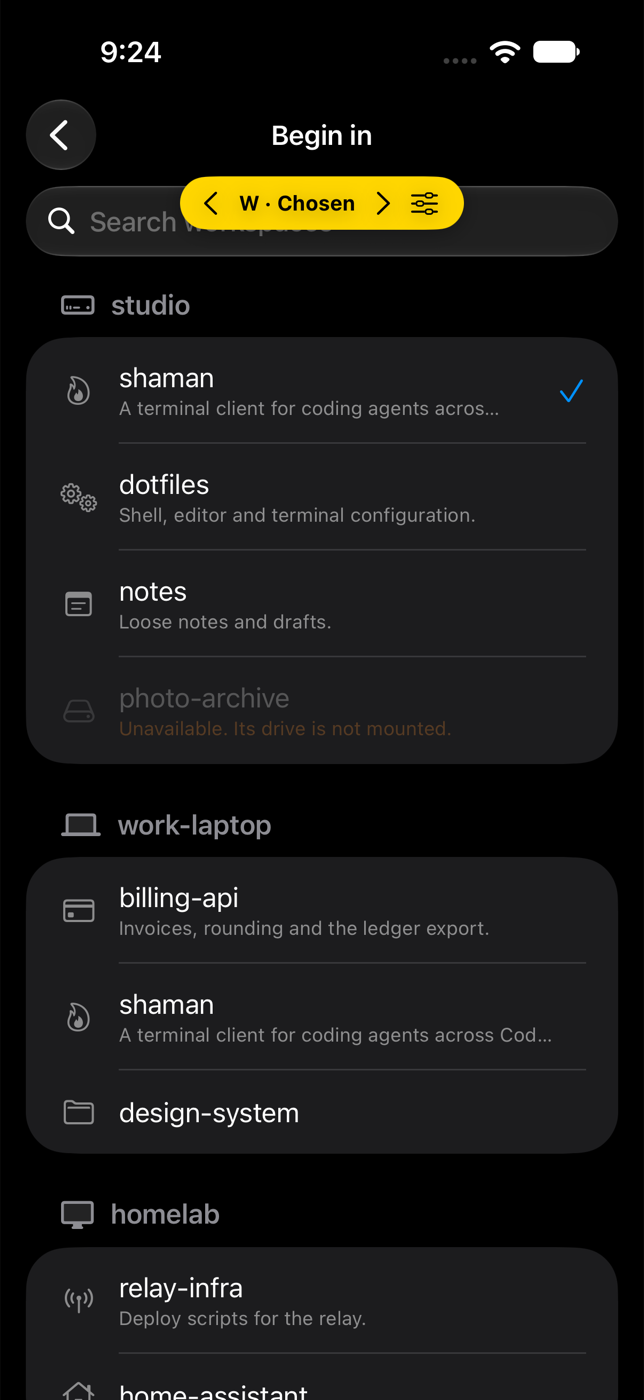 9:24
Begin in
W · Chosen
Search
studio
shaman
A terminal client for coding agents acros...
dotfiles
Shell, editor and terminal configuration.
notes
Loose notes and drafts.
photo-archive
Unavailable. Its drive is not mounted.
work-laptop
billing-api
Invoices, rounding and the ledger export.
shaman
A terminal client for coding agents across Cod...
design-system
homelab
relay-infra
Deploy scripts for the relay.
home-assistant